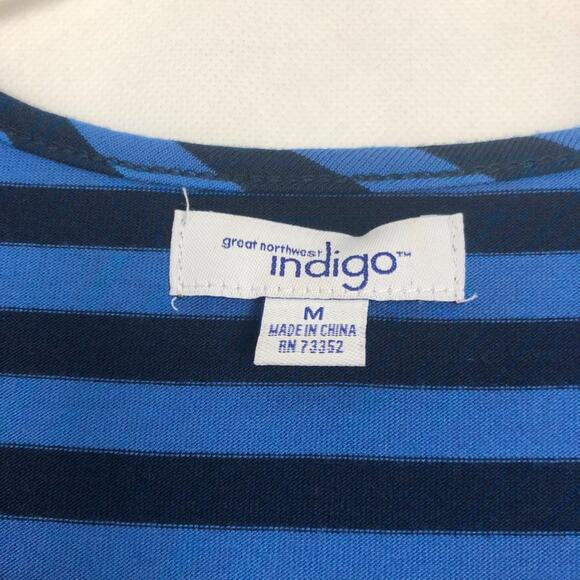 great northwest
indigo™
M
MADE IN CHINA
RN 73352